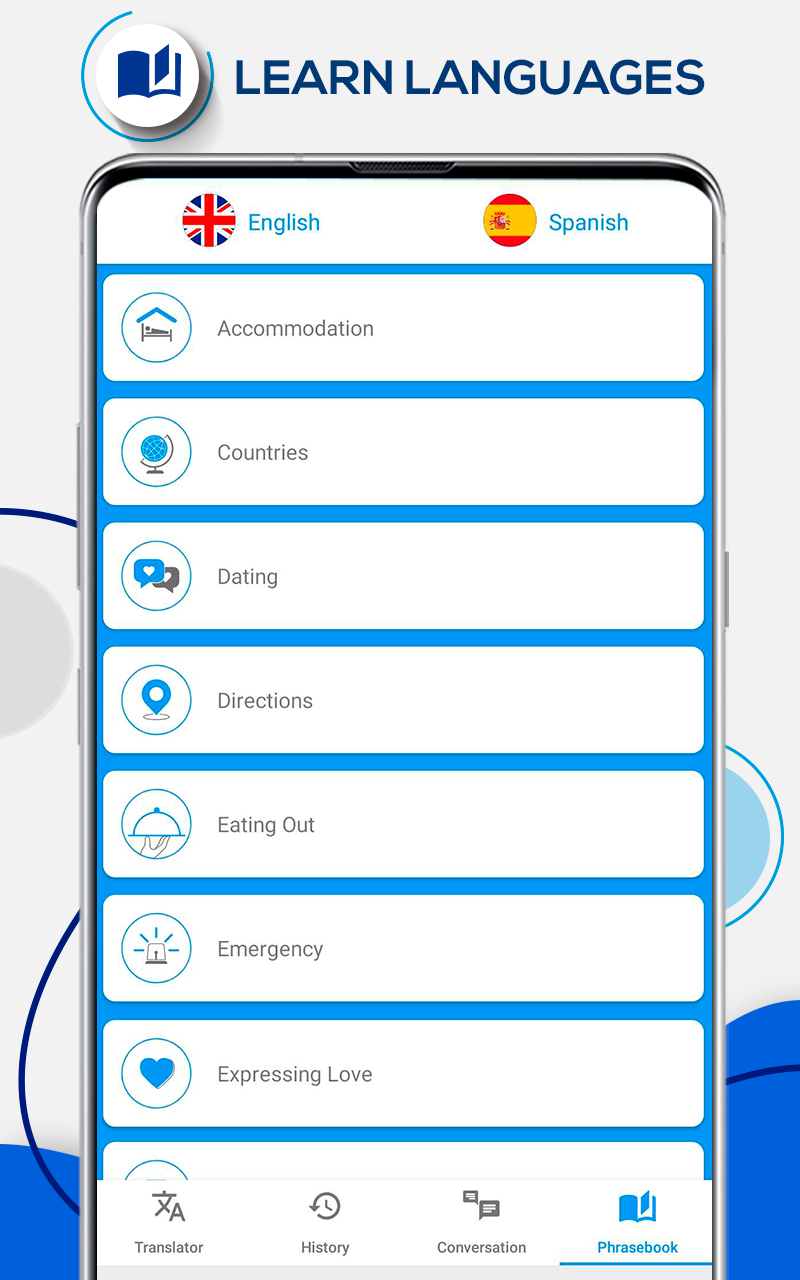 LEARN LANGUAGES
English
Spanish
Accommodation
Countries
Dating
Directions
Eating Out
Emergency
Expressing Love
Translator
History
Conversation
Phrasebook